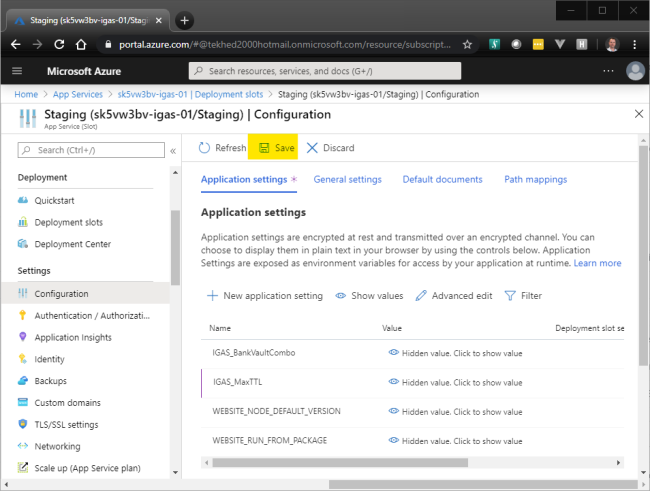 Staging (sk5vw3bv-igas-01/Stagin
portal.azure.com/#@tekhed2000hotmail.onmicrosoft.com/resource/subscript...
Microsoft Azure
Search resources, services, and docs (G+/)
Home > App Services > sk5vw3bv-igas-01 | Deployment slots > Staging (sk5vw3bv-igas-01/Staging) | Configuration
Staging (sk5vw3bv-igas-01/Staging) | Configuration
App Service (Slot)
Search (Ctrl+/)
Refresh Save Discard
Deployment
Quickstart
Deployment slots
Deployment Center
Settings
Configuration
Authentication / Authorizati...
Application Insights
Identity
Backups
Custom domains
TLS/SSL settings
Networking
Scale up (App Service plan)
Application settings * General settings Default documents Path mappings
Application settings
Application settings are encrypted at rest and transmitted over an encrypted channel. You can
choose to display them in plain text in your browser by using the controls below. Application
Settings are exposed as environment variables for access by your application at runtime. Learn more
New application setting Show values Advanced edit Filter
Name Value Deployment slot se
IGAS_BankVaultCombo Hidden value. Click to show value
IGAS_MaxTTL Hidden value. Click to show value
WEBSITE_NODE_DEFAULT_VERSION Hidden value. Click to show value
WEBSITE_RUN_FROM_PACKAGE Hidden value. Click to show value